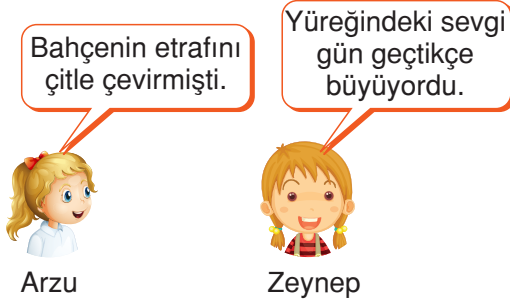 Bahçenin etrafını
çitle çevirmişti.
Yüreğindeki sevgi
gün geçtikçe
büyüyordu.
Arzu
Zeynep